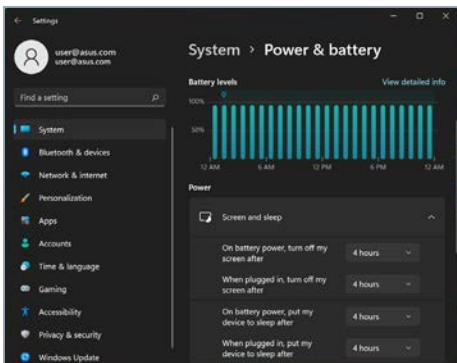 Settings
user@asus.com
user@asus.com
Find a setting
System
Bluetooth & devices
Network & internet
Personalization
Apps
Accounts
Time & language
Gaming
Accessibility
Privacy & security
Windows Update
System > Power & battery
Battery levels
View detailed info
100%
50%
12 AM 6 AM 12 PM 6 PM 12 AM
Power
Screen and sleep
On battery power, turn off my
screen after
4 hours
When plugged in, turn off my
screen after
4 hours
On battery power, put my
device to sleep after
4 hours
When plugged in, put my
device to sleep after
4 hours